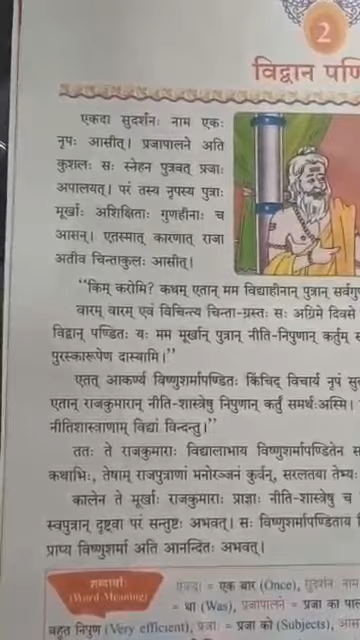 2
विद्वान पणि
एकदा सुदर्शनः नाम एकः
नृपः आसीत्। प्रजापालने अति
कुशलः सः स्नेहेन पुत्रवत् प्रजाः
अपालयत्। परं तस्य नृपस्य पुत्राः
मूर्खाः अशिक्षिताः गुणहीनाः च
आसन्। एतस्मात् कारणात् राजा
अतीव चिन्ताकुलः आसीत्।
“किम् करोमि? कथम् एतान् मम विद्याहीनान् पुत्रान् सर्वगुण
वारम् वारम् एवं विचिन्त्य चिन्ता-ग्रस्तः सः अग्रिमे दिवसे
विद्वान् पण्डितः यः मम मूर्खान् पुत्रान् नीति-निपुणान् कर्तुम् स
पुरस्काररूपेण दास्यामि।”
एतत् आकर्ण्य विष्णुशर्मापण्डितः किंचिद् विचार्य नृपं सु
एतान् राजकुमारान् नीति-शास्त्रेषु निपुणान् कर्तुं समर्थःअस्मि।
नीतिशास्त्राणाम् विद्यां विन्दन्तु।”
ततः ते राजकुमाराः विद्यालाभाय विष्णुशर्मापण्डितेन स
कथाभिः, तेषाम् राजपुत्राणां मनोरञ्जनं कुर्वन्, सरलतया तेभ्यः
कालेन ते मूर्खाः राजकुमाराः प्राज्ञाः नीति-शास्त्रेषु च
स्वपुत्रान् दृष्ट्वा परं सन्तुष्टः अभवत्। सः विष्णुशर्मापण्डिताय
प्राप्य विष्णुशर्मा अति आनन्दितः अभवत्।
शब्दार्थाः
(Word-Meaning)
एकदा = एक बार (Once), सुदर्शनः नाम
= था (Was), प्रजापालने = प्रजा का पाल
बहुत निपुण (Very efficient), प्रजाः = प्रजा को (Subjects),